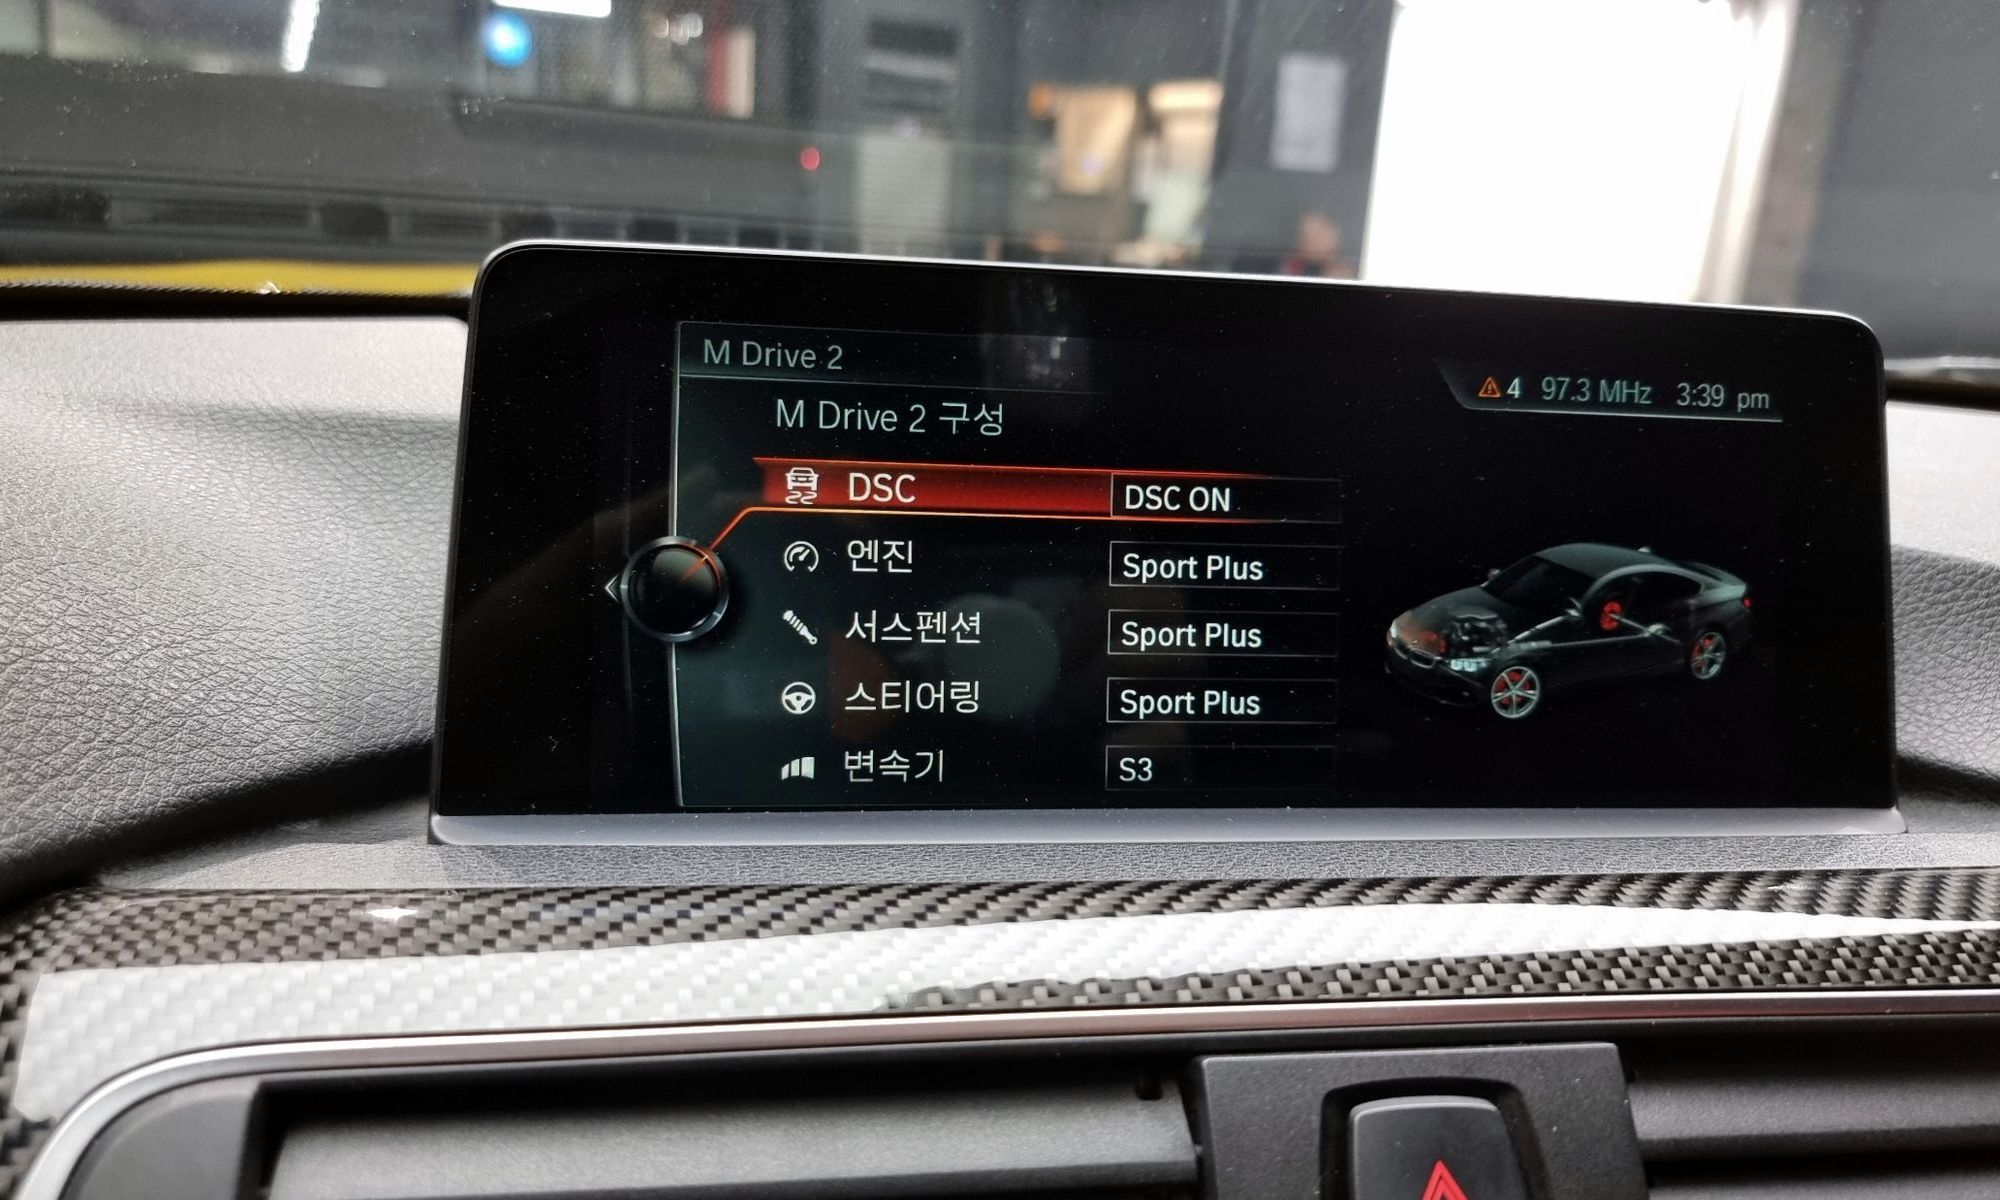 M Drive 2
4 97.3 MHz 3:39 pm
M Drive 2 구성
DSC DSC ON
엔진 Sport Plus
서스펜션 Sport Plus
스티어링 Sport Plus
변속기 S3